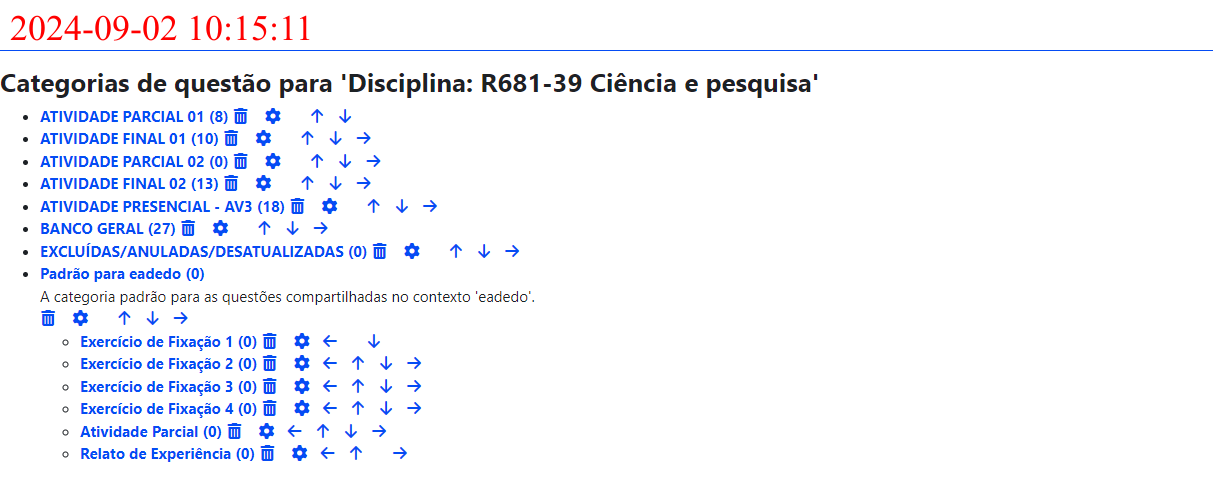 2024-09-02 10:15:11
Categorias de questão para 'Disciplina: R681-39 Ciência e pesquisa'
ATIVIDADE PARCIAL 01 (8)
ATIVIDADE FINAL 01 (10)
ATIVIDADE PARCIAL 02 (0)
ATIVIDADE FINAL 02 (13)
ATIVIDADE PRESENCIAL - AV3 (18)
BANCO GERAL (27)
EXCLUÍDAS/ANULADAS/DESATUALIZADAS (0)
Padrão para eadedo (0)
A categoria padrão para as questões compartilhadas no contexto 'eadedo'.
Exercício de Fixação 1 (0)
Exercício de Fixação 2 (0)
Exercício de Fixação 3 (0)
Exercício de Fixação 4 (0)
Atividade Parcial (0)
Relato de Experiência (0)